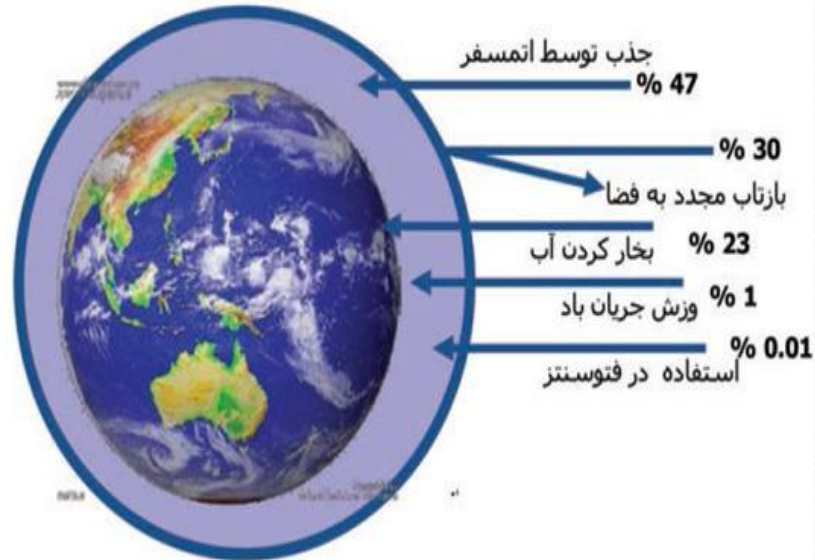 جذب توسط اتمسفر
% 47
% 30
بازتاب مجدد به فضا
% 23
بخار کردن آب
% 1
وزش جریان باد
% 0.01
استفاده در فتوسنتز